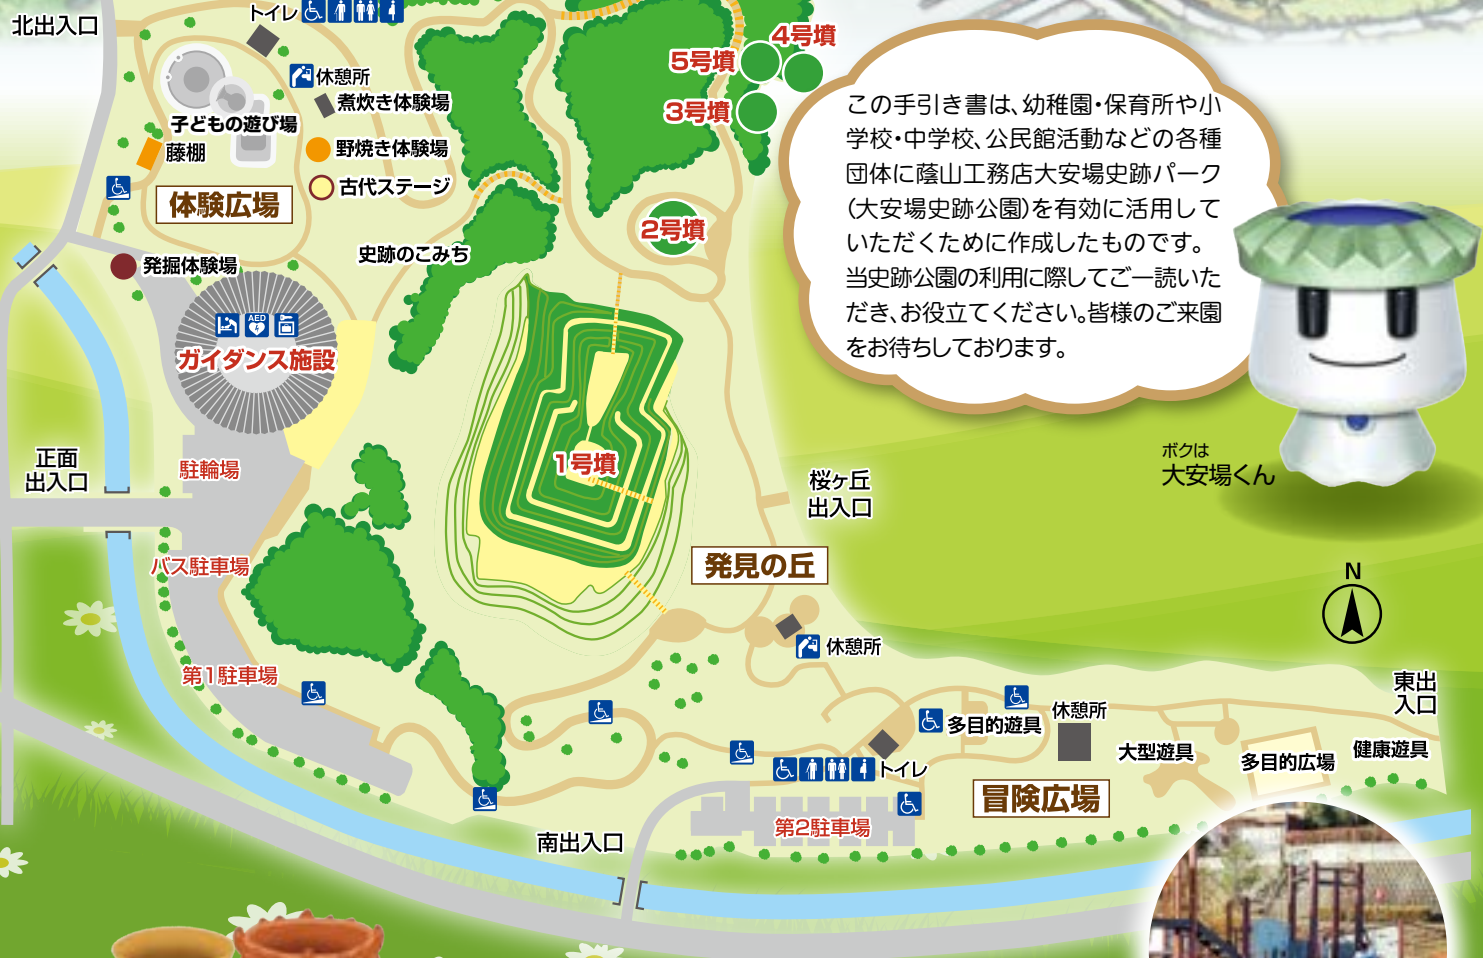 北出入口
トイレ
休憩所
煮炊き体験場
子どもの遊び場
藤棚
野焼き体験場
古代ステージ
体験広場
発掘体験場
史跡のこみち
AED
ガイダンス施設
5号墳
4号墳
3号墳
2号墳
1号墳
この手引き書は、幼稚園・保育所や小
学校・中学校、公民館活動などの各種
団体に蔭山工務店大安場史跡パーク
(大安場史跡公園)を有効に活用して
いただくために作成したものです。
当史跡公園の利用に際してご一読いた
だき、お役立てください。皆様のご来園
をお待ちしております。
ボクは
大安場くん
正面
出入口
駐輪場
バス駐車場
第1駐車場
桜ヶ丘
出入口
発見の丘
休憩所
N
東出
入口
多目的遊具
休憩所
大型遊具
多目的広場
健康遊具
トイレ
冒険広場
第2駐車場
南出入口